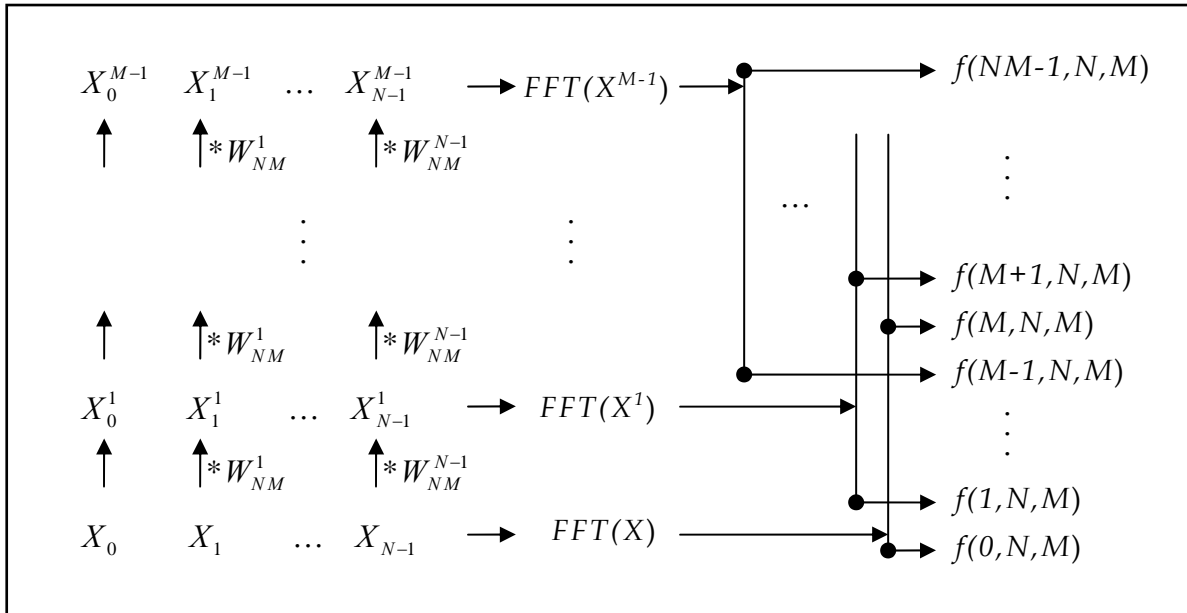 X_0^{M-1} X_1^{M-1} ... X_{N-1}^{M-1} FFT(X^{M-1}) f(NM-1,N,M)
*W_{NM}^1 *W_{NM}^{N-1}
⋮
...
⋮ ⋮
f(M+1,N,M)
*W_{NM}^1 *W_{NM}^{N-1} f(M,N,M)
f(M-1,N,M)
X_0^1 X_1^1 ... X_{N-1}^1 FFT(X^1)
⋮
*W_{NM}^1 *W_{NM}^{N-1}
f(1,N,M)
X_0 X_1 ... X_{N-1} FFT(X)
f(0,N,M)